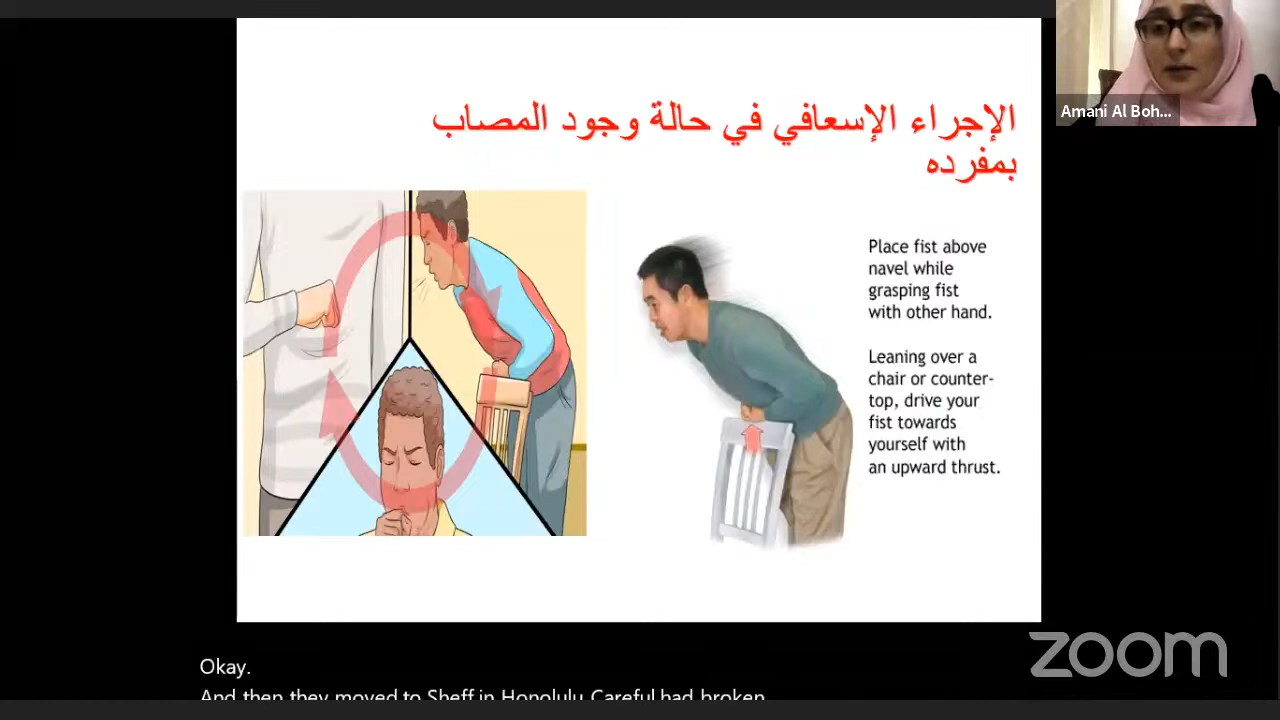 الإجراء الإسعافي في حالة وجود المصاب
بمفرده
Place fist above
navel while
grasping fist
with other hand.
Leaning over a
chair or counter-
top, drive your
fist towards
yourself with
an upward thrust.
Amani Al Boh...
zoom
Okay.
And then they moved to Sheff in Honolulu. Careful had broken